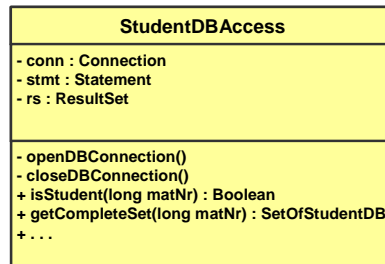 StudentDBAccess
- conn : Connection
- stmt : Statement
- rs : ResultSet
- openDBConnection()
- closeDBConnection()
+ isStudent(long matNr) : Boolean
+ getCompleteSet(long matNr) : SetOfStudentDB
+ . . .